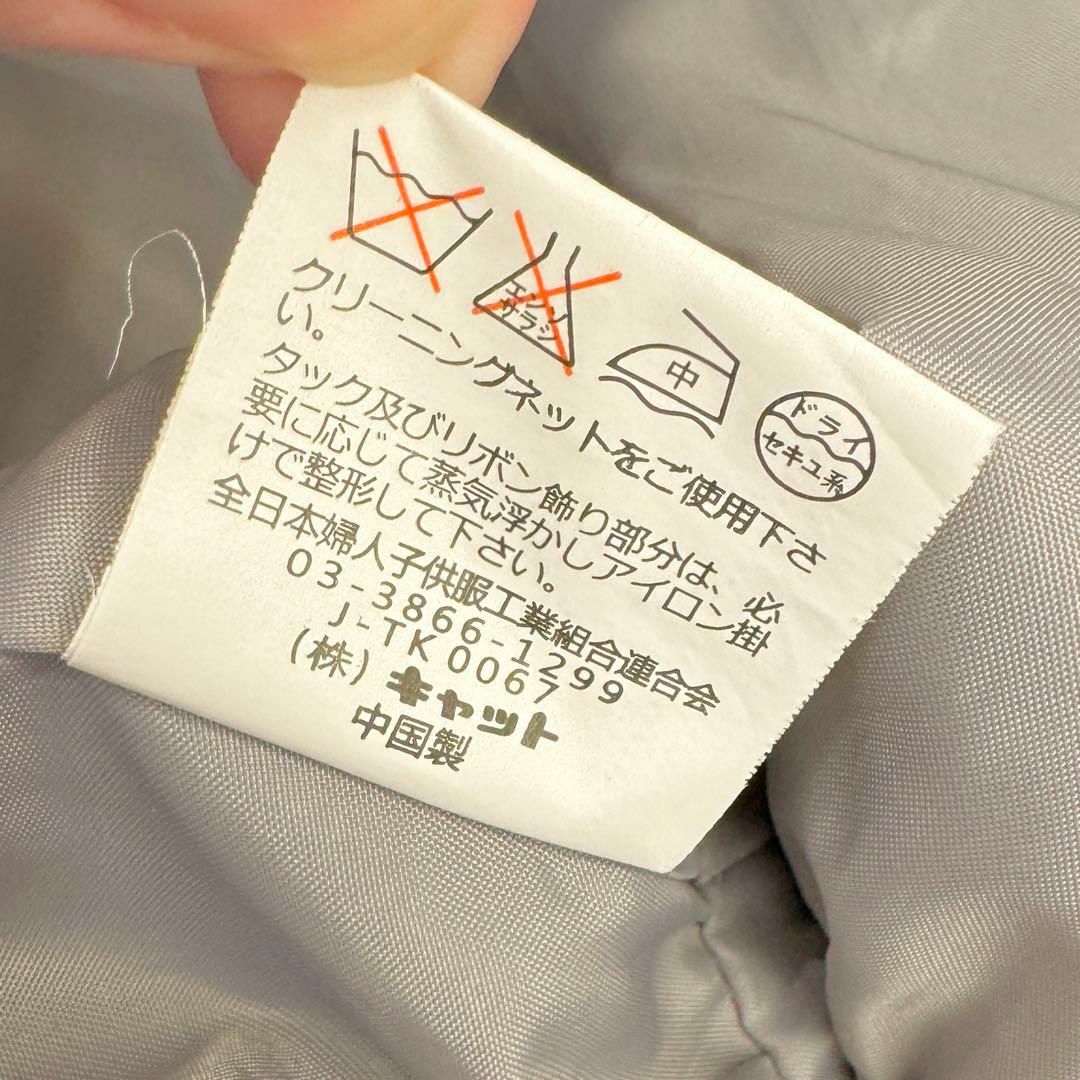 エンソ
サラシ
中
ドライ
セキユ系
クリーニングネットをご使用下さ
い。
タック及びリボン飾り部分は、必
要に応じて蒸気浮かしアイロン掛
けで整形して下さい。
全日本婦人子供服工業組合連合会
03-3866-1299
J-TK0067
(株)キャット
中国製